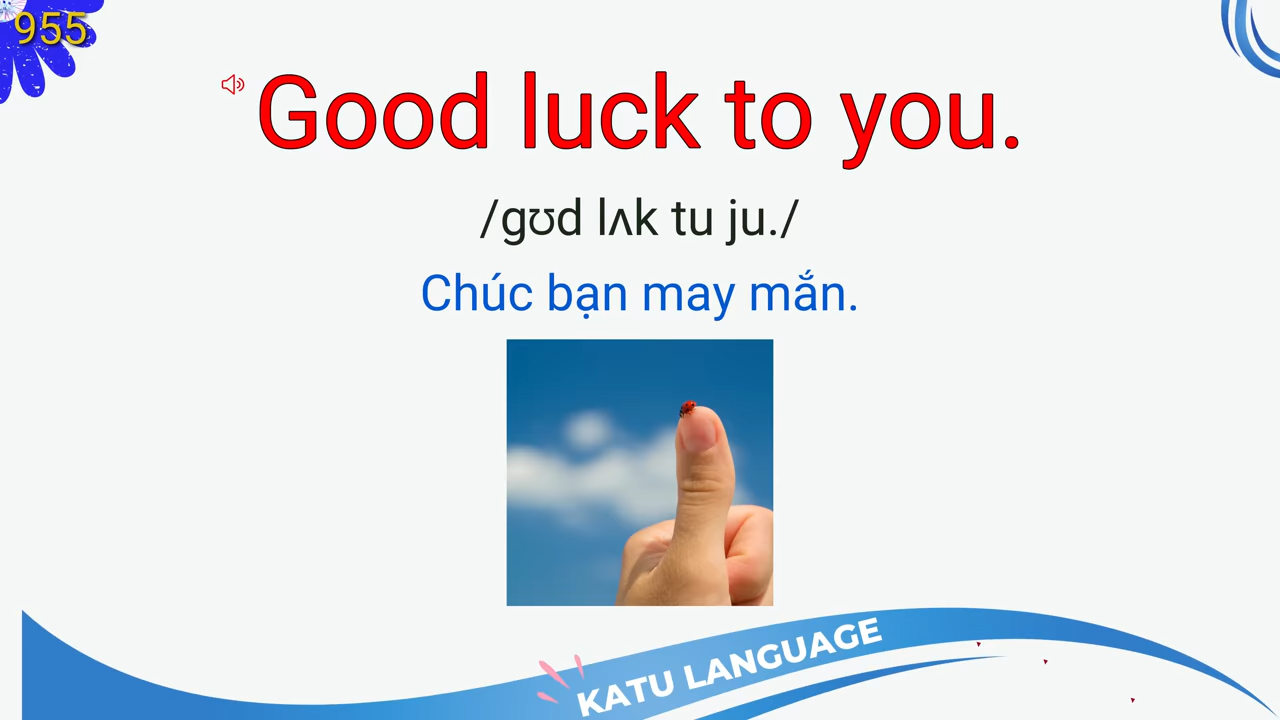 955
Good luck to you.
/gʊd lʌk tu ju./
Chúc bạn may mắn.
KATU LANGUAGE